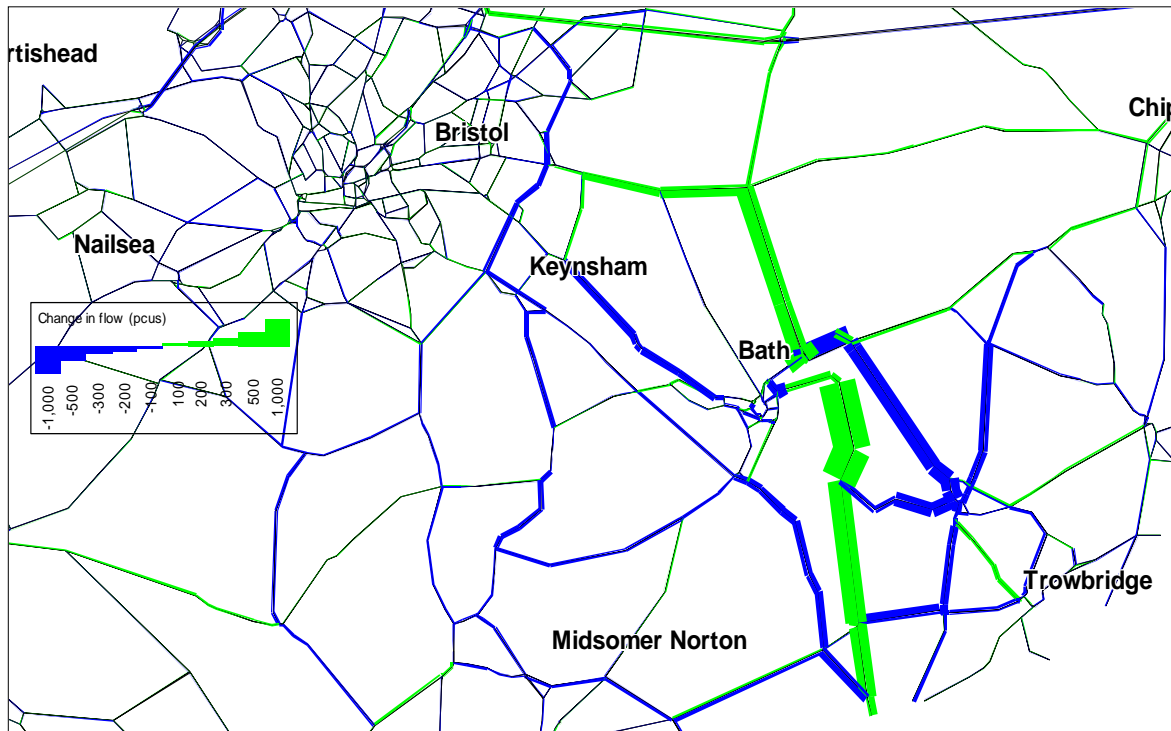 rtishead
Chip
Bristol
Nailsea
Keynsham
Change in flow (pcus)
-1,000
-500
-300
-200
-100
100
200
300
500
1,000
Bath
Trowbridge
Midsomer Norton